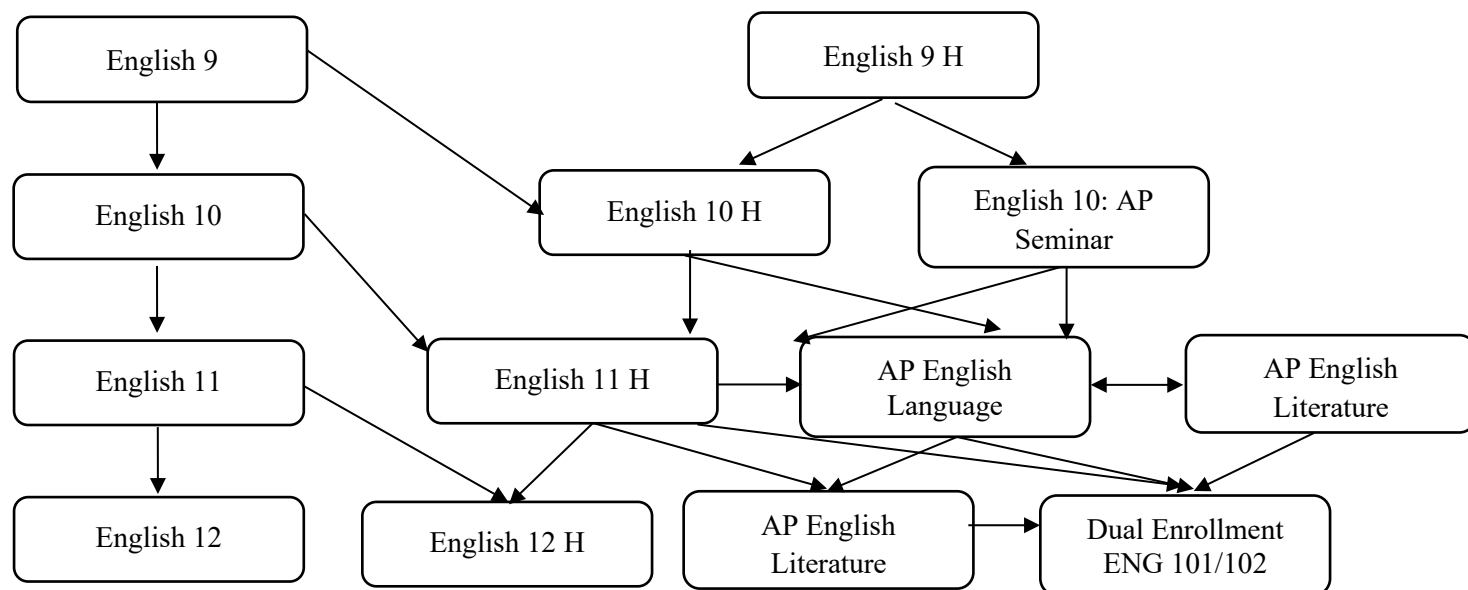 English 9
English 9 H
English 10
English 10 H
English 10: AP
Seminar
English 11
English 11 H
AP English
Language
AP English
Literature
English 12
English 12 H
AP English
Literature
Dual Enrollment
ENG 101/102